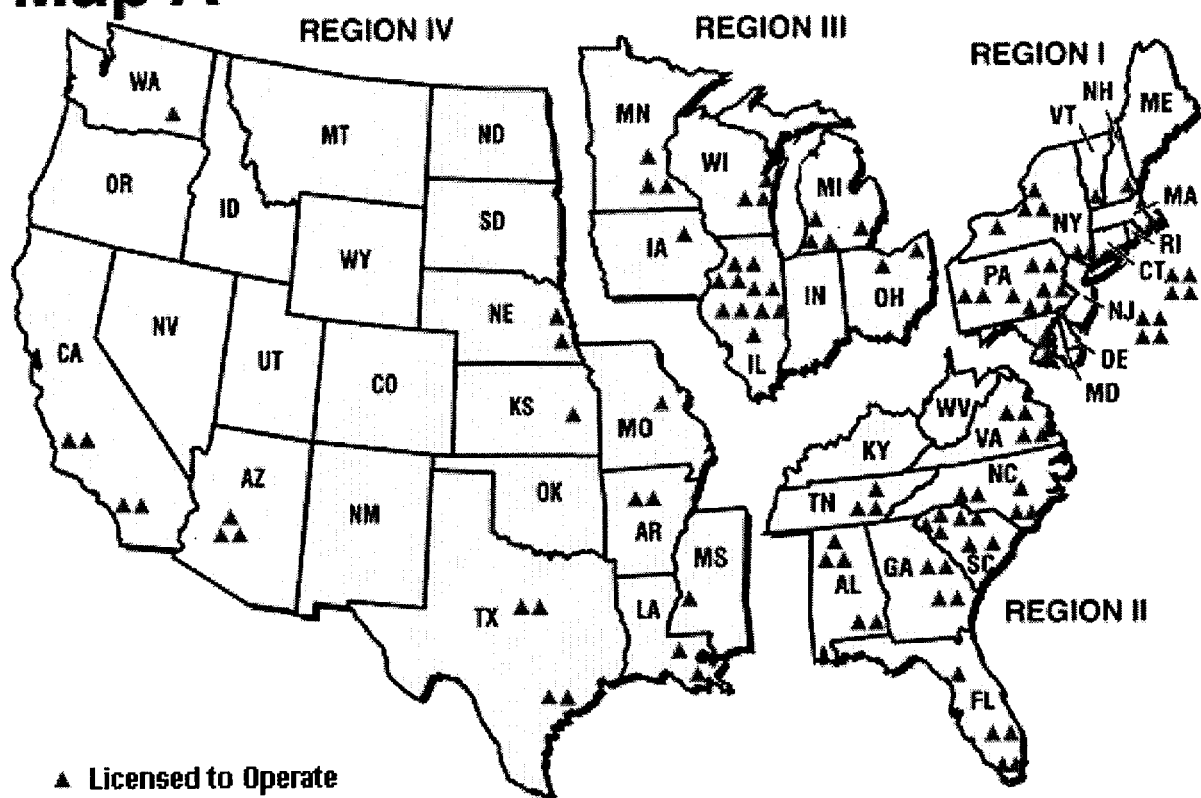 Map A
REGION IV
REGION III
REGION I
WA
MT
ND
MN
WI
MI
VT
NH
ME
OR
ID
SD
WY
IA
NY
MA
RI
CT
NV
NE
IN
OH
PA
NJ
CA
UT
CO
KS
MO
IL
DE
MD
WV
VA
KY
NC
TN
AZ
NM
OK
AR
MS
AL
GA
SC
TX
LA
REGION II
FL
▲ Licensed to Operate